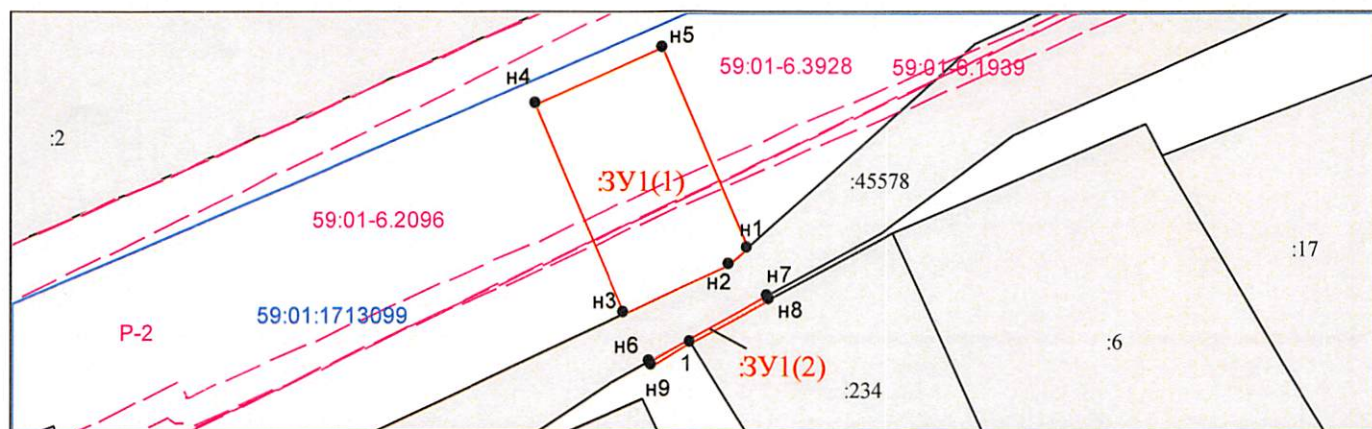 н5
59:01-6.3928
59:01-6.1939
н4
:2
:ЗУ1(1)
:45578
59:01-6.2096
н1
:17
н2
н7
н3
н8
59:01:1713099
Р-2
:6
н6
1
:ЗУ1(2)
н9
:234